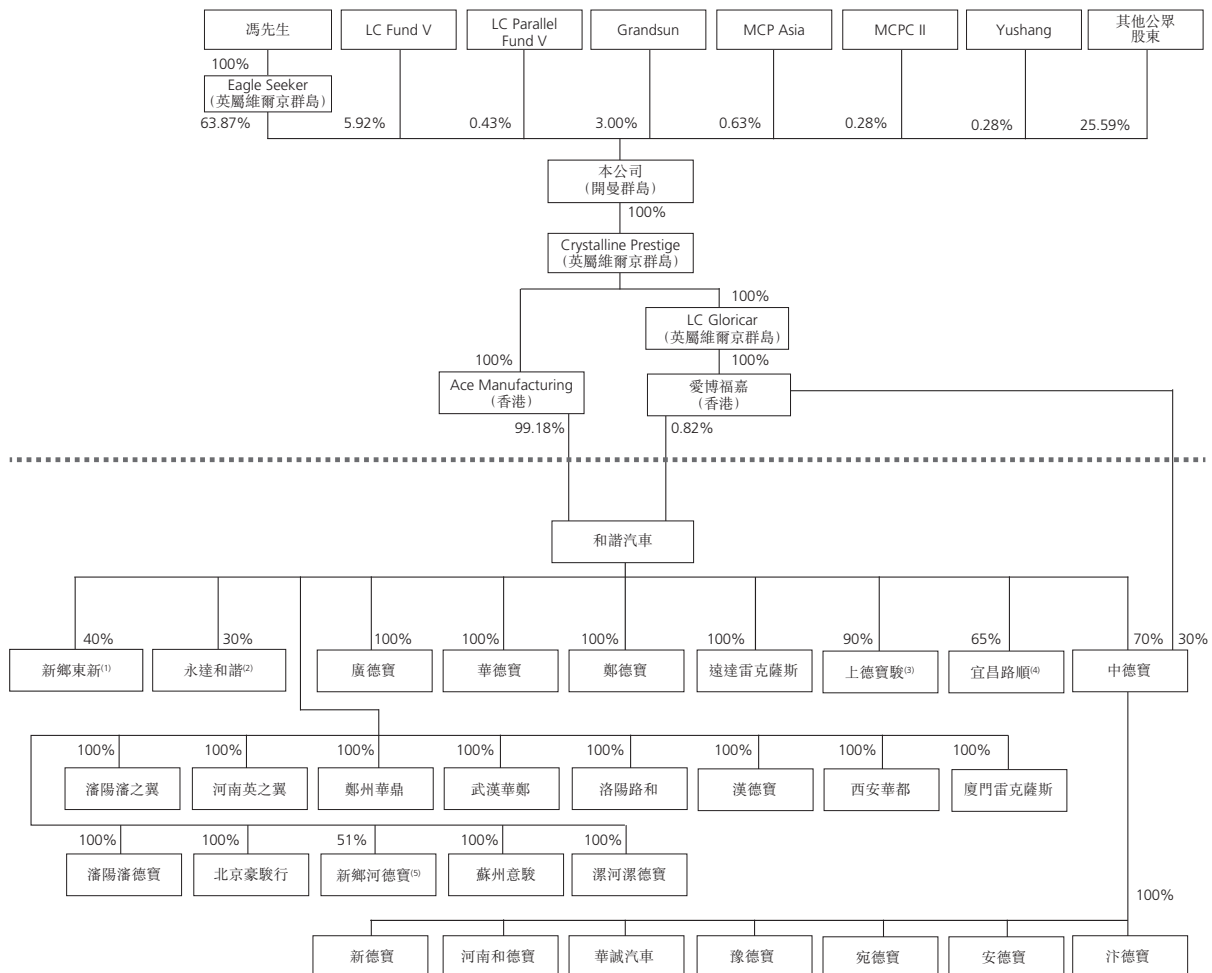 馮先生
LC Fund V
LC Parallel
Fund V
Grandsun
MCP Asia
MCPC II
Yushang
其他公眾
股東
100%
Eagle Seeker
(英屬維爾京群島)
63.87%
5.92%
0.43%
3.00%
0.63%
0.28%
0.28%
25.59%
本公司
(開曼群島)
100%
Crystalline Prestige
(英屬維爾京群島)
100%
LC Gloricar
(英屬維爾京群島)
100%
100%
Ace Manufacturing
(香港)
愛博福嘉
(香港)
99.18%
0.82%
和諧汽車
40%
30%
100%
100%
100%
100%
90%
65%
70%
30%
新鄉東新(1)
永達和諧(2)
廣德寶
華德寶
鄭德寶
遠達雷克薩斯
上德寶駿(3)
宜昌路順(4)
中德寶
100%
100%
100%
100%
100%
100%
100%
100%
瀋陽瀋之翼
河南英之翼
鄭州華鼎
武漢華鄭
洛陽路和
漢德寶
西安華都
廈門雷克薩斯
100%
100%
51%
100%
100%
瀋陽瀋德寶
北京豪駿行
新鄉河德寶(5)
蘇州意駿
漯河漯德寶
100%
新德寶
河南和德寶
華誠汽車
豫德寶
宛德寶
安德寶
汴德寶